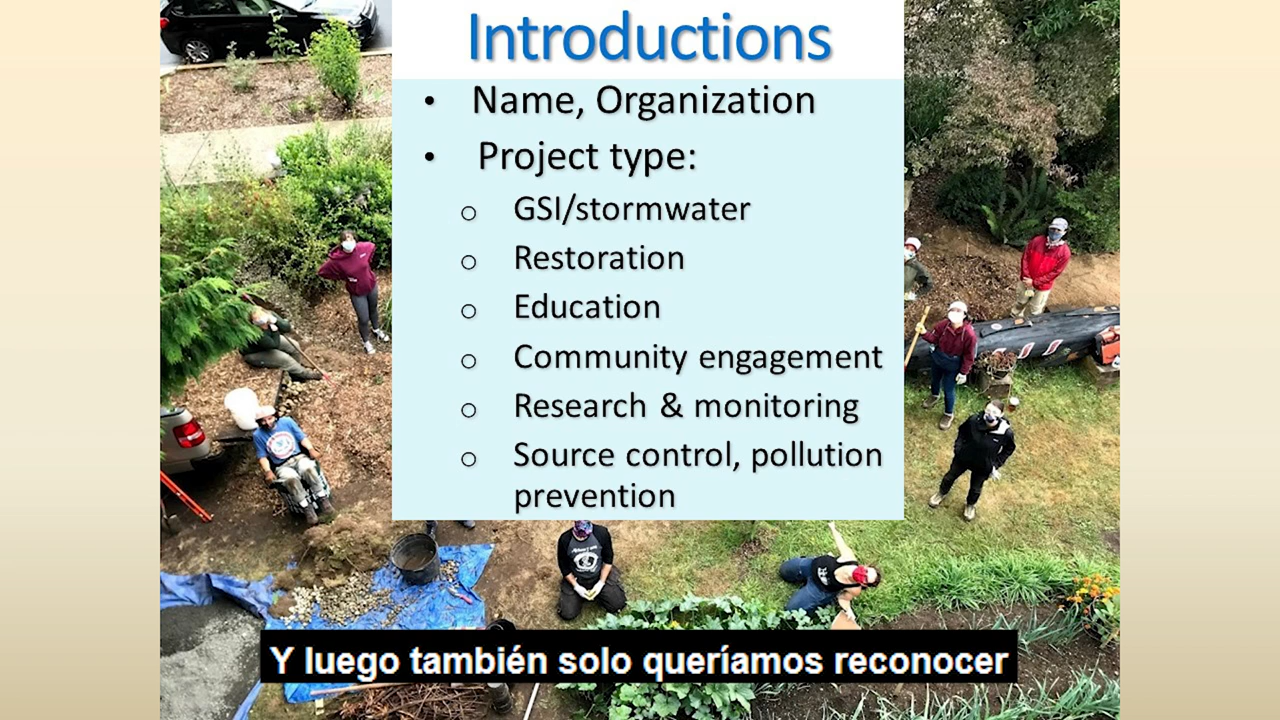 Introductions
• Name, Organization
• Project type:
o GSI/stormwater
o Restoration
o Education
o Community engagement
o Research & monitoring
o Source control, pollution
prevention
Y luego también solo queríamos reconocer